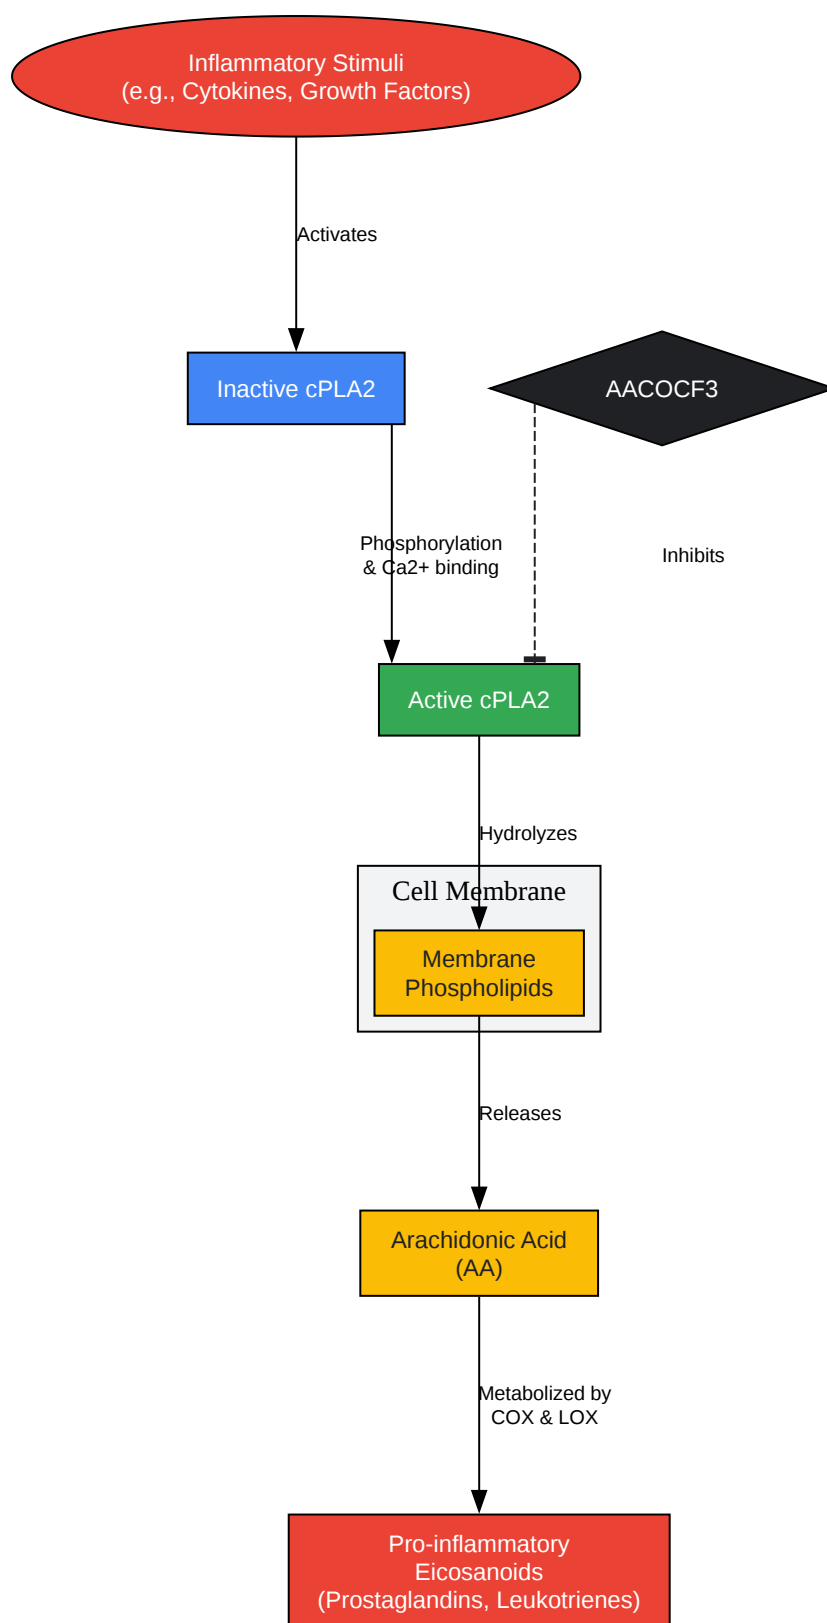 Inflammatory Stimuli
(e.g., Cytokines, Growth Factors)
Activates
Inactive cPLA2
AACOCF3
Phosphorylation
& Ca2+ binding
Inhibits
Active cPLA2
Hydrolyzes
Cell Membrane
Membrane
Phospholipids
Releases
Arachidonic Acid
(AA)
Metabolized by
COX & LOX
Pro-inflammatory
Eicosanoids
(Prostaglandins, Leukotrienes)